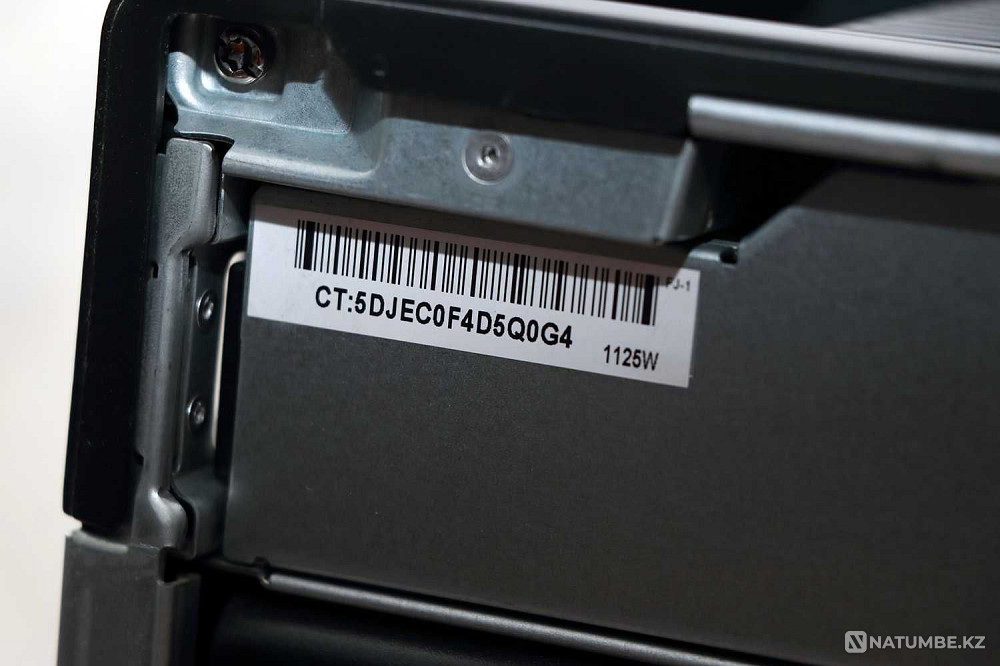 FJ-1
CT:5DJEC0F4D5Q0G4
1125W
NATUMBE.KZ